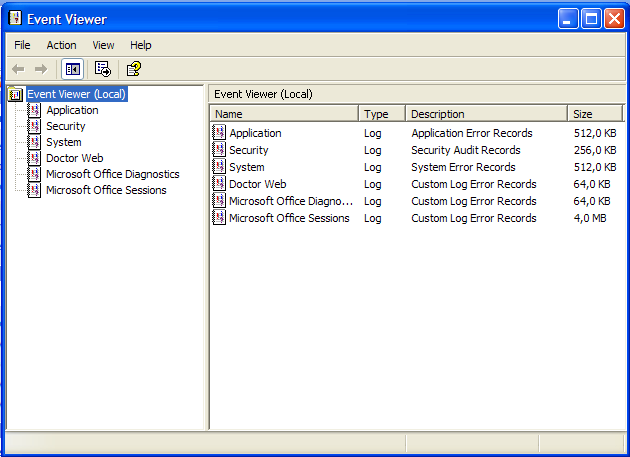 Event Viewer
File Action View Help
Event Viewer (Local)
Application
Security
System
Doctor Web
Microsoft Office Diagnostics
Microsoft Office Sessions
Event Viewer (Local)
Name Type Description Size
Application Log Application Error Records 512,0 KB
Security Log Security Audit Records 256,0 KB
System Log System Error Records 512,0 KB
Doctor Web Log Custom Log Error Records 64,0 KB
Microsoft Office Diagno... Log Custom Log Error Records 64,0 KB
Microsoft Office Sessions Log Custom Log Error Records 4,0 MB